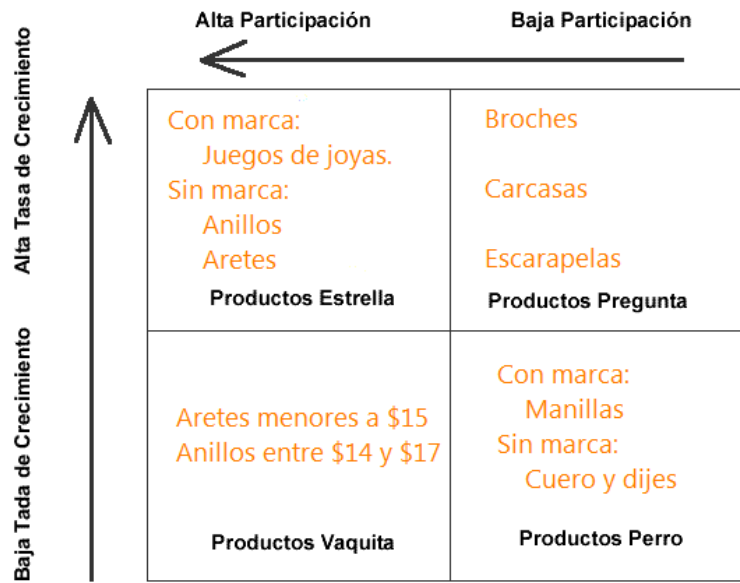 Alta Participación
Baja Participación
Alta Tasa de Crecimiento
Con marca:
Juegos de joyas.
Sin marca:
Anillos
Aretes
Productos Estrella
Broches
Carcasas
Escarapelas
Productos Pregunta
Baja Tada de Crecimiento
Aretes menores a $15
Anillos entre $14 y $17
Productos Vaquita
Con marca:
Manillas
Sin marca:
Cuero y dijes
Productos Perro